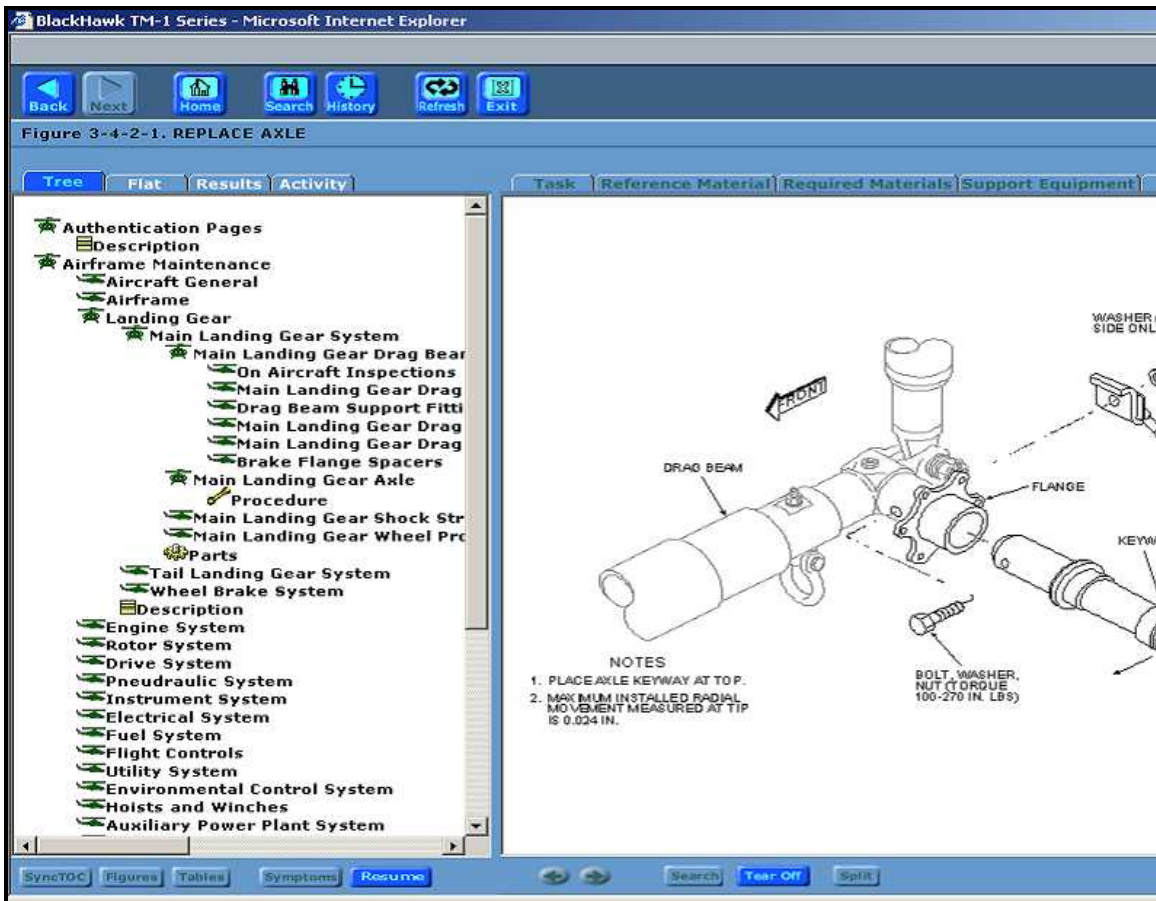 BlackHawk TM-1 Series - Microsoft Internet Explorer
Back Next Home Search History Refresh Exit
Figure 3-4-2-1. REPLACE AXLE
Tree Flat Results Activity
Task Reference Material Required Materials Support Equipment
Authentication Pages
Description
Airframe Maintenance
Aircraft General
Airframe
Landing Gear
Main Landing Gear System
Main Landing Gear Drag Bear
On Aircraft Inspections
Main Landing Gear Drag
Drag Beam Support Fitti
Main Landing Gear Drag
Main Landing Gear Drag
Brake Flange Spacers
Main Landing Gear Axle
Procedure
Main Landing Gear Shock Str
Main Landing Gear Wheel Pro
Parts
Tail Landing Gear System
Wheel Brake System
Description
Engine System
Rotor System
Drive System
Pneudraulic System
Instrument System
Electrical System
Fuel System
Flight Controls
Utility System
Environmental Control System
Hoists and Winches
Auxiliary Power Plant System
WASHER
SIDE ONL
FRONT
DRAG BEAM
FLANGE
KEYW
BOLT, WASHER,
NUT (TORQUE
100-270 IN. LBS)
NOTES
1. PLACE AXLE KEYWAY AT TOP.
2. MAXIMUM INSTALLED RADIAL
MOVEMENT MEASURED AT TIP
IS 0.024 IN.
SyncTOC Figures Tables Symptoms Resume
Search Tear Off Split